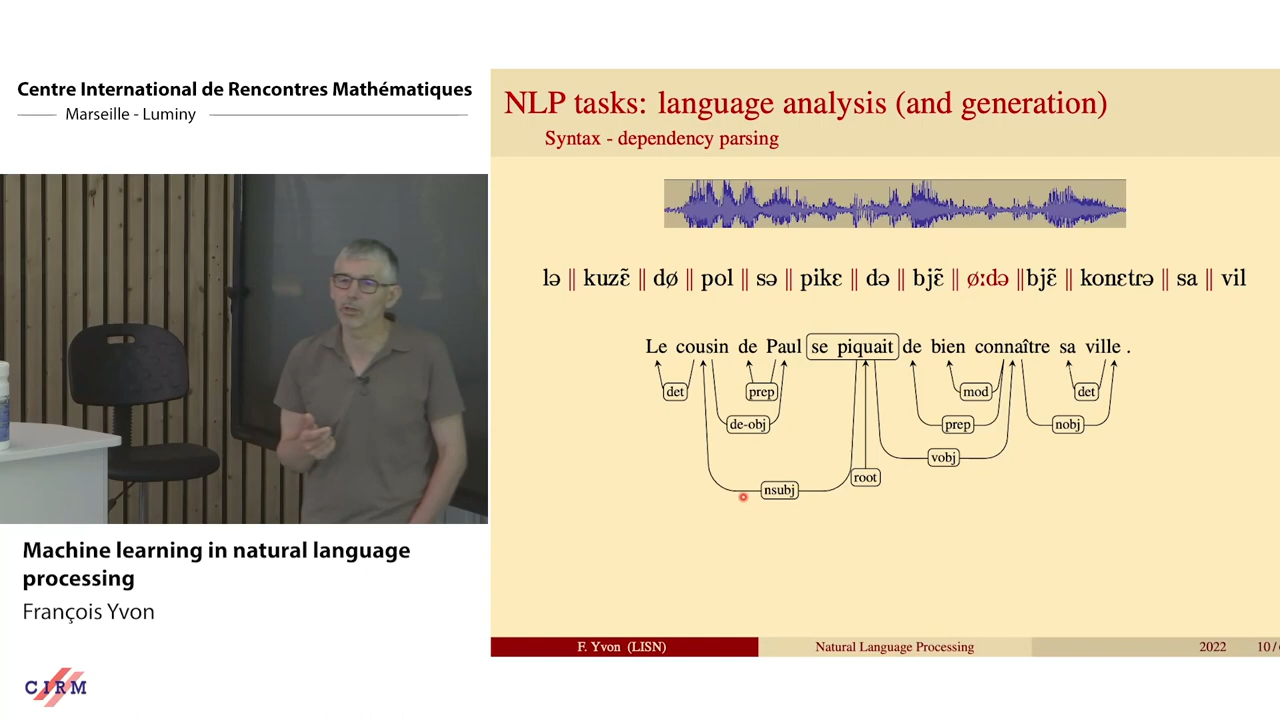 Centre International de Rencontres Mathématiques
Marseille - Luminy
NLP tasks: language analysis (and generation)
Syntax - dependency parsing
lə || kuzɛ̃ || dø || pol || sə || pikɛ || də || bjɛ̃ || øːdə ||bjɛ̃ || konɛtrə || sa || vil
Le cousin de Paul se piquait de bien connaître sa ville .
det prep mod det
de-obj prep nobj
vobj
root
nsubj
Machine learning in natural language
processing
François Yvon
F. Yvon (LISN) Natural Language Processing 2022 10 /
CIRM